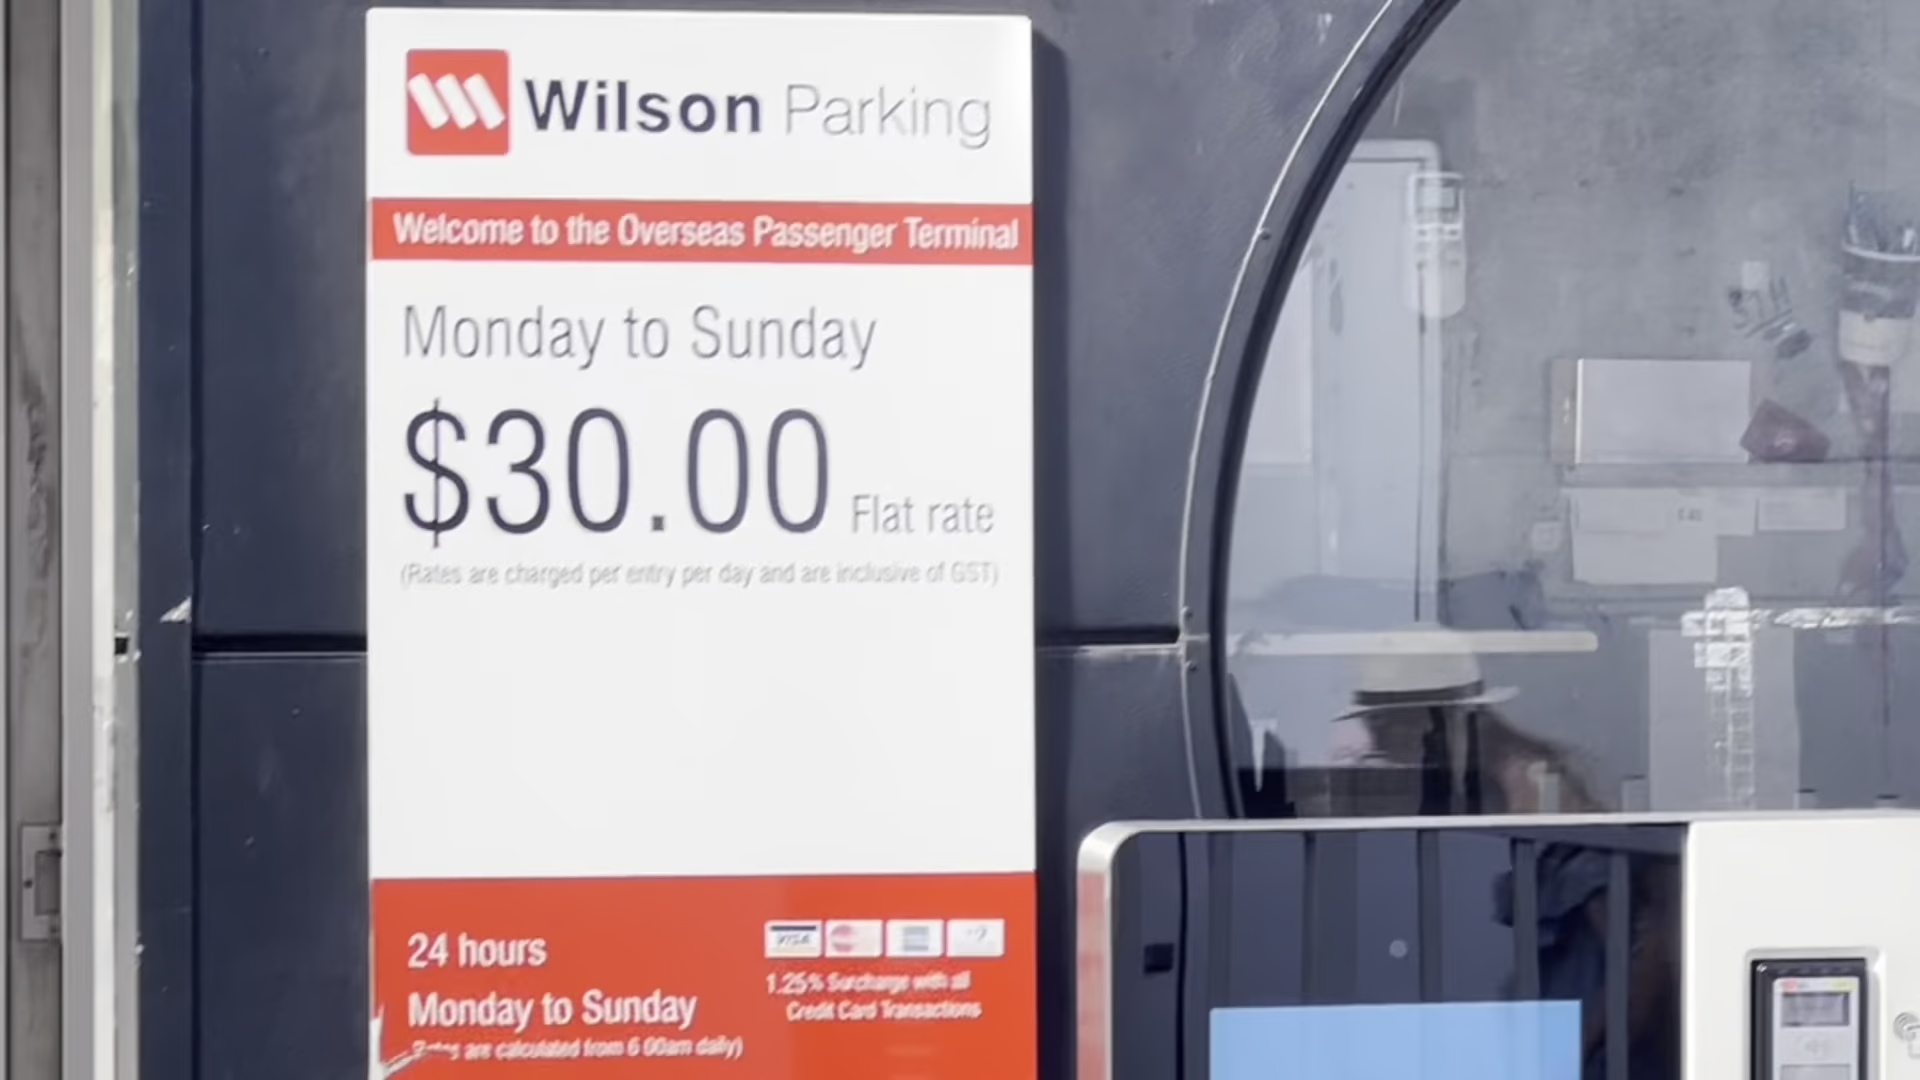 Wilson Parking
Welcome to the Overseas Passenger Terminal
Monday to Sunday
$30.00 Flat rate
(Rates are charged per entry per day and are inclusive of GST)
24 hours
Monday to Sunday
(Rates are calculated from 6:00am daily)
VISA
1.25% Surcharge with all
Credit Card Transactions